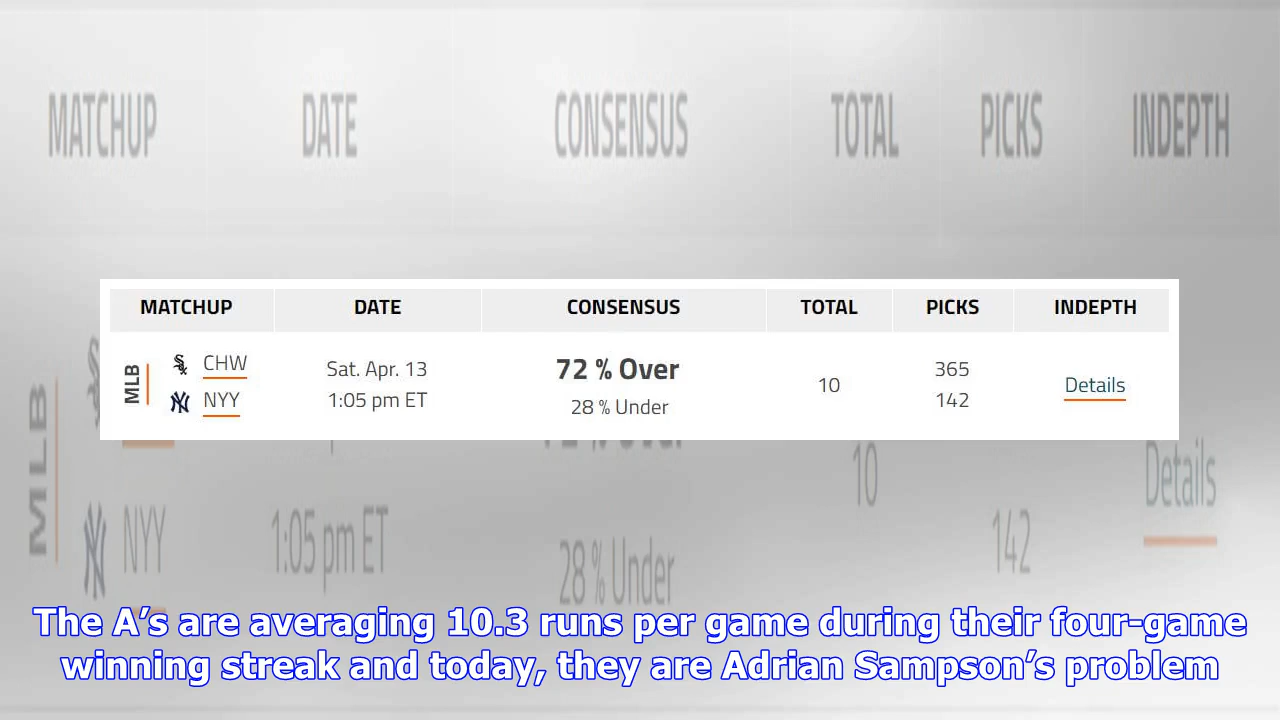 MATCHUP DATE CONSENSUS TOTAL PICKS INDEPTH
MATCHUP DATE CONSENSUS TOTAL PICKS INDEPTH
MLB CHW Sat. Apr. 13 72 % Over 10 365 Details
NYY 1:05 pm ET 28 % Under 142
MLB NYY 1:05 pm ET 28 % Under 10 142 Details
The A’s are averaging 10.3 runs per game during their four-game
winning streak and today, they are Adrian Sampson’s problem